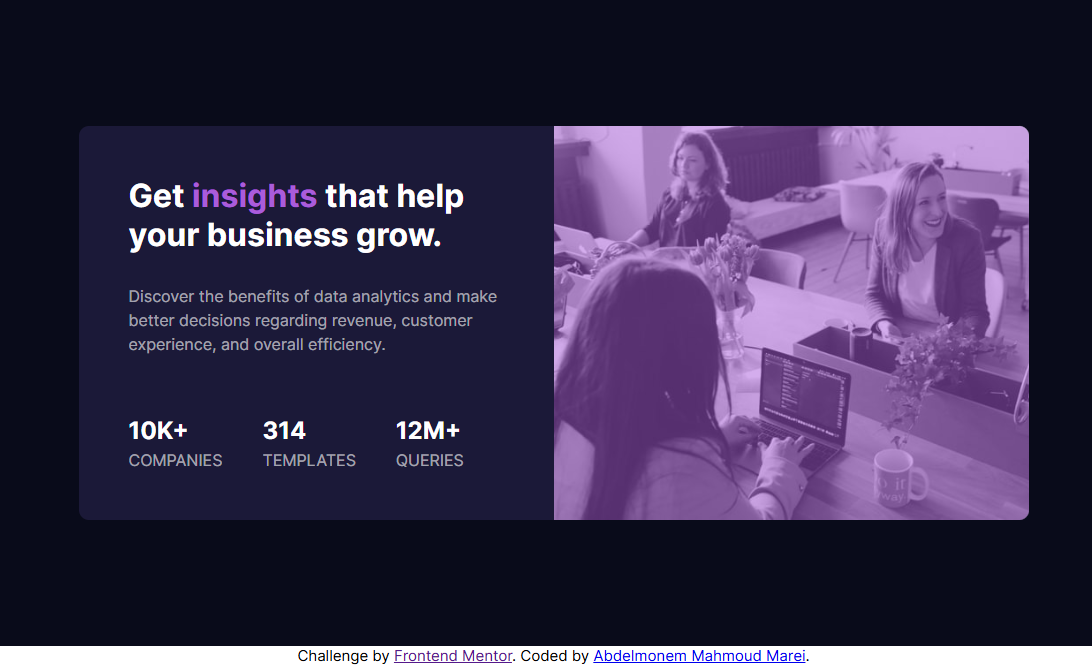 Get insights that help
your business grow.
Discover the benefits of data analytics and make
better decisions regarding revenue, customer
experience, and overall efficiency.
10K+ 314 12M+
COMPANIES TEMPLATES QUERIES
Challenge by Frontend Mentor. Coded by Abdelmonem Mahmoud Marei.